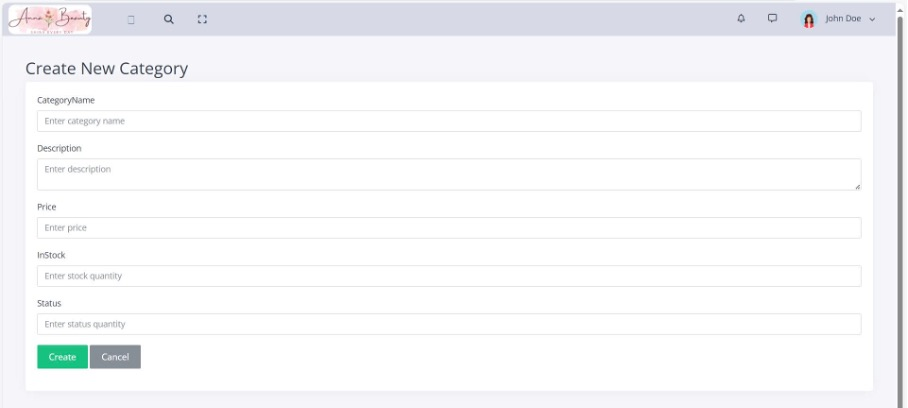 Anna Beauty
John Doe
Create New Category
CategoryName
Enter category name
Description
Enter description
Price
Enter price
InStock
Enter stock quantity
Status
Enter status quantity
Create Cancel